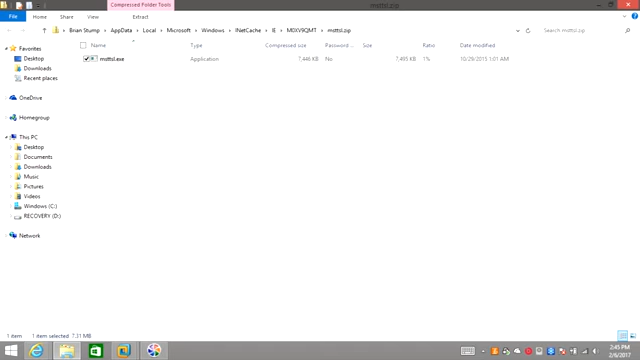 Compressed Folder Tools
msttsl.zip
File
Home
Share
View
Extract
Brian Stump
AppData
Local
Microsoft
Windows
INetCache
IE
M0XV9QMT
msttsl.zip
Search msttsl.zip
Name
Type
Compressed size
Password ...
Size
Ratio
Date modified
msttsl.exe
Application
7,446 KB
No
7,495 KB
1%
10/29/2015 1:01 AM
Favorites
Desktop
Downloads
Recent places
OneDrive
Homegroup
This PC
Desktop
Documents
Downloads
Music
Pictures
Videos
Windows (C:)
RECOVERY (D:)
Network
1 item
1 item selected 7.31 MB
2:45 PM
2/6/2017